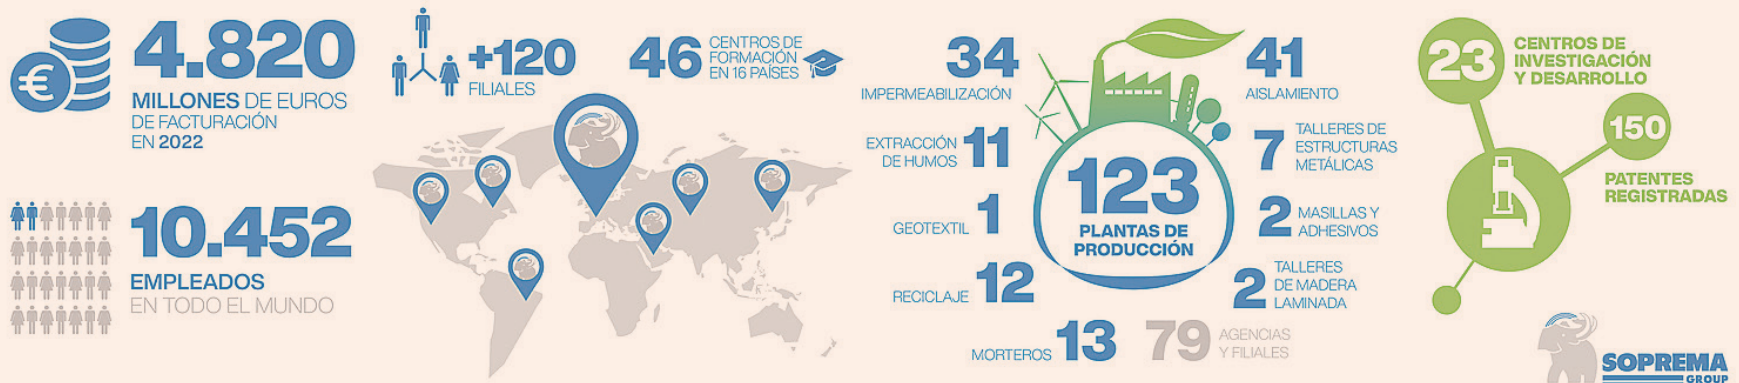 4.820
MILLONES DE EUROS
DE FACTURACIÓN
EN 2022
10.452
EMPLEADOS
EN TODO EL MUNDO
+120
FILIALES
46
CENTROS DE
FORMACIÓN
EN 16 PAÍSES
34
IMPERMEABILIZACIÓN
EXTRACCIÓN
DE HUMOS
11
GEOTEXTIL
1
RECICLAJE
12
MORTEROS
13
123
PLANTAS DE
PRODUCCIÓN
41
AISLAMIENTO
7
TALLERES DE
ESTRUCTURAS
METÁLICAS
2
MASILLAS Y
ADHESIVOS
2
TALLERES
DE MADERA
LAMINADA
79
AGENCIAS
Y FILIALES
23
CENTROS DE
INVESTIGACIÓN
Y DESARROLLO
150
PATENTES
REGISTRADAS
SOPREMA
GROUP